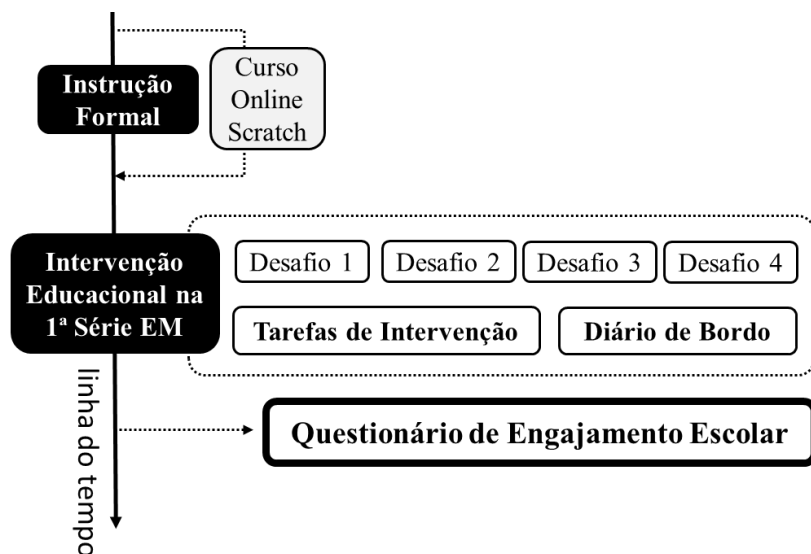 Instrução
Formal
Curso
Online
Scratch
Intervenção
Educacional na
1ª Série EM
Desafio 1
Desafio 2
Desafio 3
Desafio 4
Tarefas de Intervenção
Diário de Bordo
Questionário de Engajamento Escolar
linha do tempo